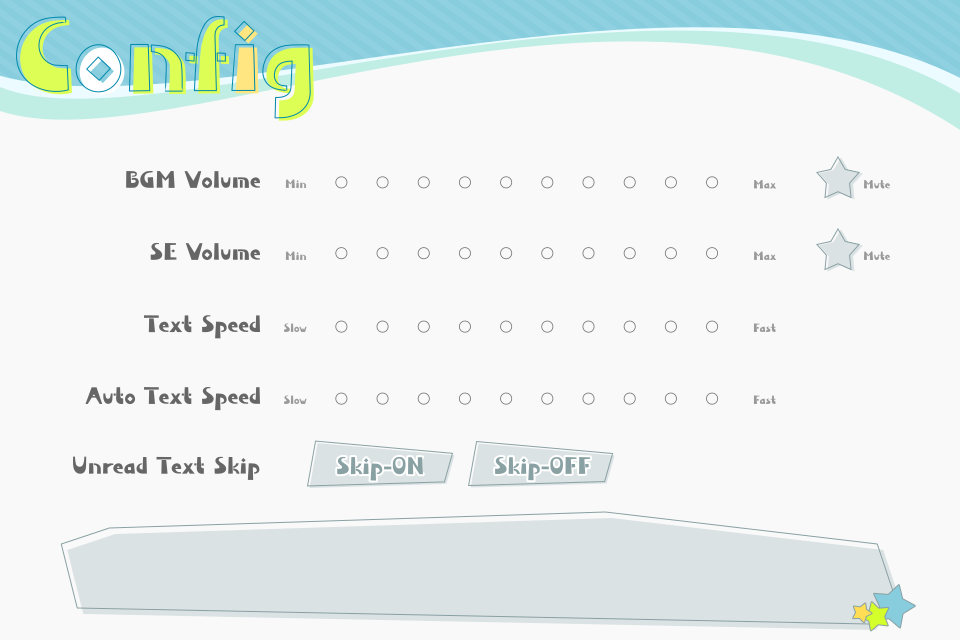 Config
BGM Volume Min Max Mute
SE Volume Min Max Mute
Text Speed Slow Fast
Auto Text Speed Slow Fast
Unread Text Skip Skip-ON Skip-OFF